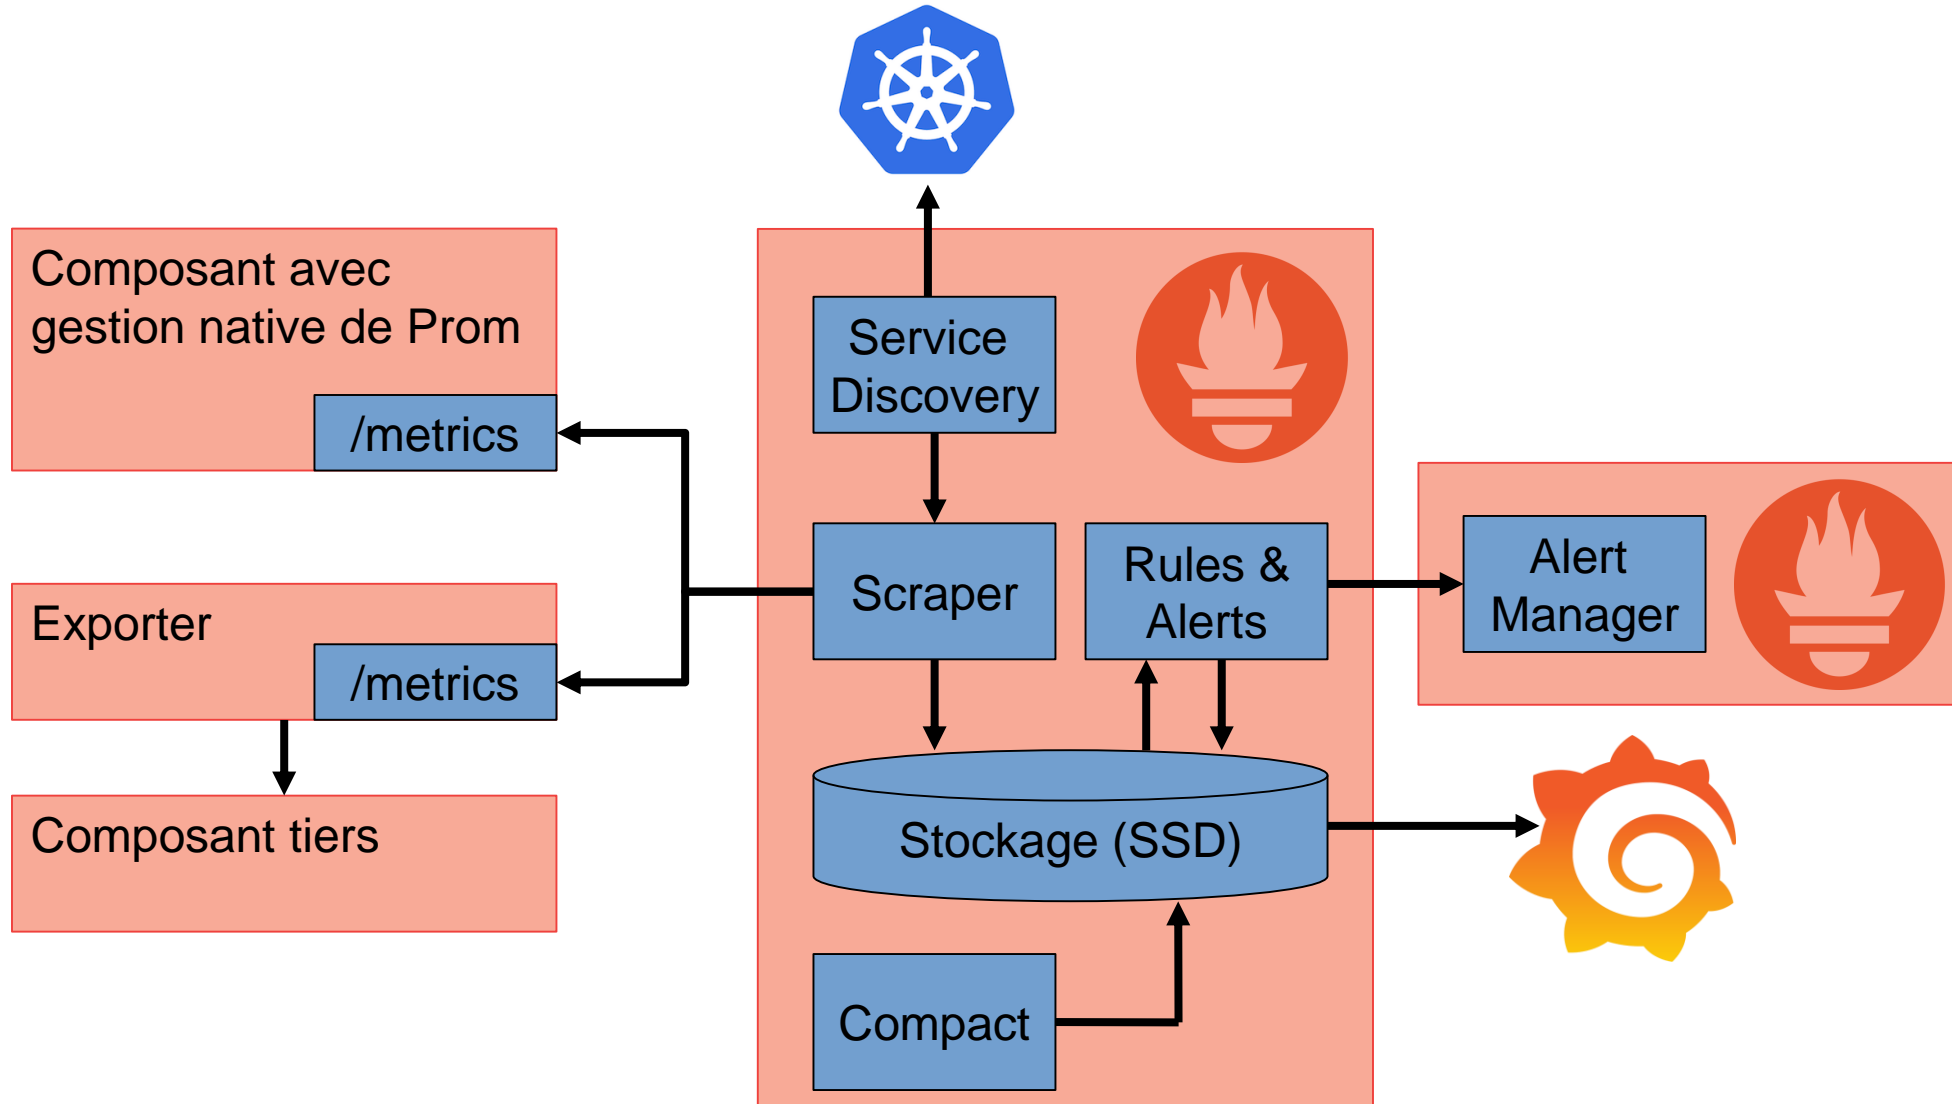 Composant avec
gestion native de Prom
/metrics
Exporter
/metrics
Composant tiers
Service
Discovery
Scraper
Rules &
Alerts
Stockage (SSD)
Compact
Alert
Manager